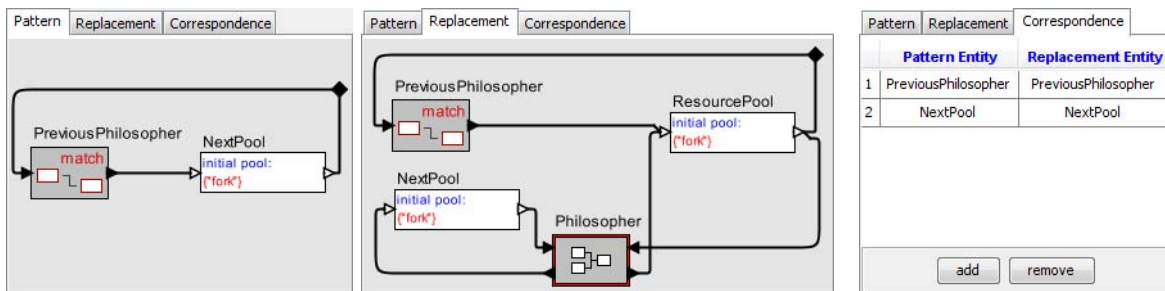 Pattern Replacement Correspondence
PreviousPhilosopher
match
NextPool
initial pool:
{"fork"}
Pattern Replacement Correspondence
PreviousPhilosopher
match
ResourcePool
initial pool:
{"fork"}
NextPool
initial pool:
{"fork"}
Philosopher
Pattern Replacement Correspondence
Pattern Entity Replacement Entity
1 PreviousPhilosopher PreviousPhilosopher
2 NextPool NextPool
add remove